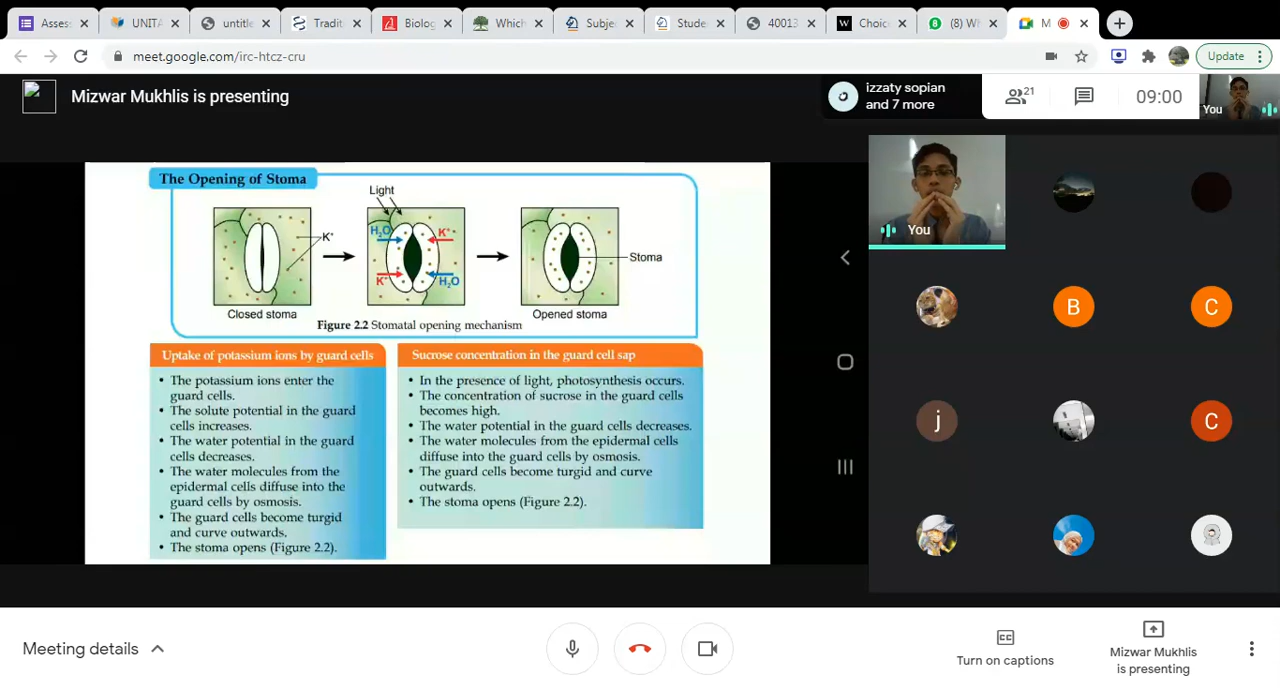 Assess
UNITA
untitle
Tradit
Biolog
Which
Subje
Stude
40013
Choic
(8) W
M
meet.google.com/irc-htcz-cru
Update
Mizwar Mukhlis is presenting
izzaty sopian
and 7 more
21
09:00
You
The Opening of Stoma
Light
H₂O
K⁺
K⁺
K⁺
H₂O
Stoma
Closed stoma
Opened stoma
Figure 2.2 Stomatal opening mechanism
Uptake of potassium ions by guard cells
• The potassium ions enter the
guard cells.
• The solute potential in the guard
cells increases.
• The water potential in the guard
cells decreases.
• The water molecules from the
epidermal cells diffuse into the
guard cells by osmosis.
• The guard cells become turgid
and curve outwards.
• The stoma opens (Figure 2.2).
Sucrose concentration in the guard cell sap
• In the presence of light, photosynthesis occurs.
• The concentration of sucrose in the guard cells
becomes high.
• The water potential in the guard cells decreases.
• The water molecules from the epidermal cells
diffuse into the guard cells by osmosis.
• The guard cells become turgid and curve
outwards.
• The stoma opens (Figure 2.2).
You
B
C
j
C
Meeting details
Turn on captions
Mizwar Mukhlis
is presenting